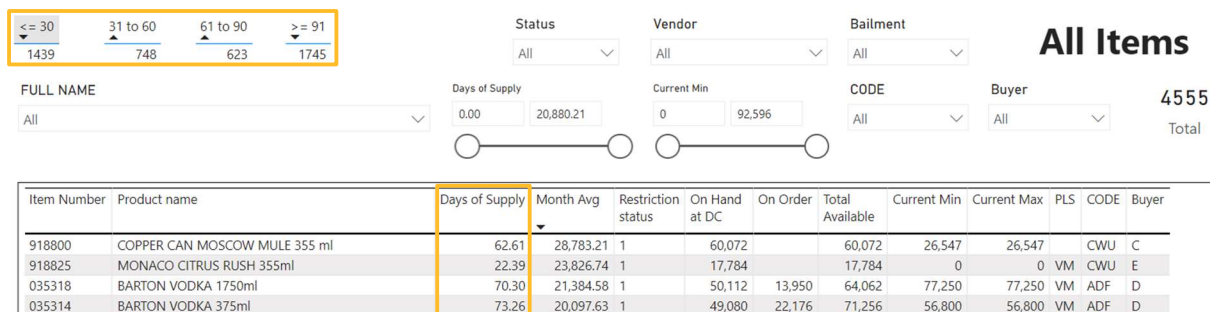 <= 30 31 to 60 61 to 90 >= 91
1439 748 623 1745
Status Vendor Bailment
All All All
All Items
FULL NAME Days of Supply Current Min CODE Buyer
All 0.00 20,880.21 0 92,596 All All
4555
Total
Item Number Product name Days of Supply Month Avg Restriction status On Hand at DC On Order Total Available Current Min Current Max PLS CODE Buyer
918800 COPPER CAN MOSCOW MULE 355 ml 62.61 28,783.21 1 60,072 60,072 26,547 26,547 CWU C
918825 MONACO CITRUS RUSH 355ml 22.39 23,826.74 1 17,784 17,784 0 0 VM CWU E
035318 BARTON VODKA 1750ml 70.30 21,384.58 1 50,112 13,950 64,062 77,250 77,250 VM ADF D
035314 BARTON VODKA 375ml 73.26 20,097.63 1 49,080 22,176 71,256 56,800 56,800 VM ADF D